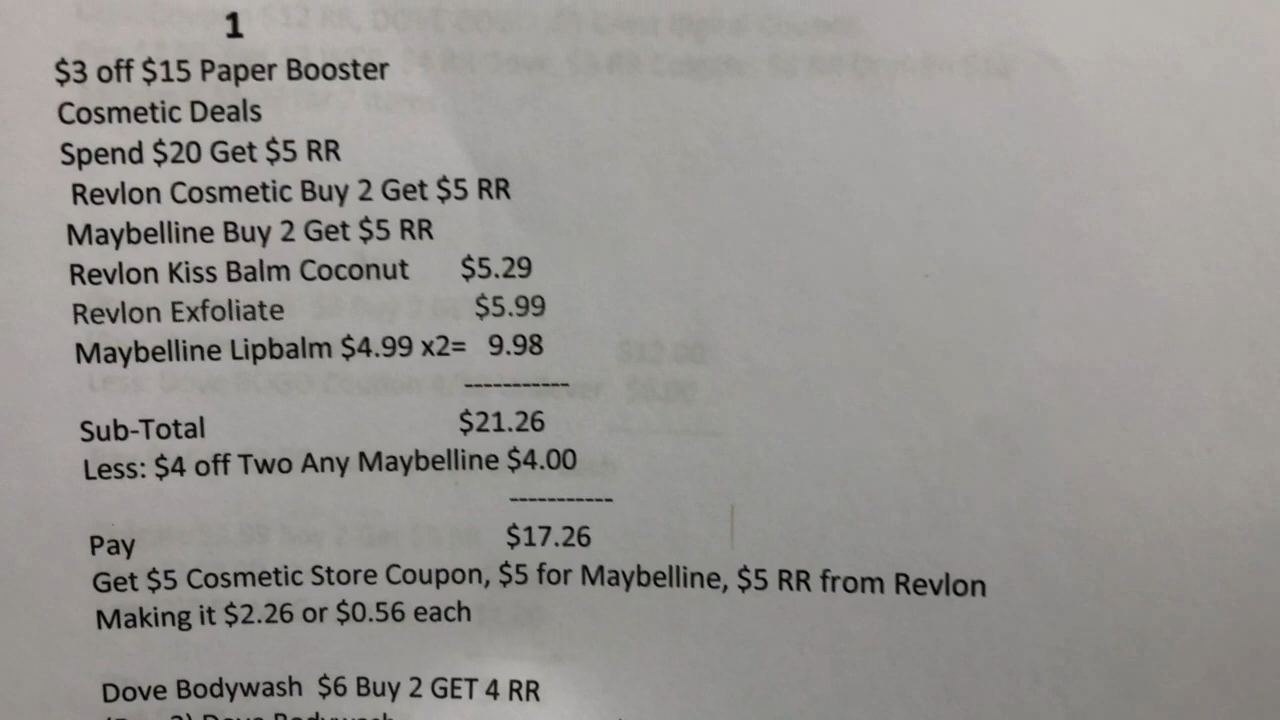 1
$3 off $15 Paper Booster
Cosmetic Deals
Spend $20 Get $5 RR
Revlon Cosmetic Buy 2 Get $5 RR
Maybelline Buy 2 Get $5 RR
Revlon Kiss Balm Coconut $5.29
Revlon Exfoliate $5.99
Maybelline Lipbalm $4.99 x2= 9.98
------------
Sub-Total $21.26
Less: $4 off Two Any Maybelline $4.00
-----------
Pay $17.26
Get $5 Cosmetic Store Coupon, $5 for Maybelline, $5 RR from Revlon
Making it $2.26 or $0.56 each
Dove Bodywash $6 Buy 2 GET 4 RR
Dove Bodywash